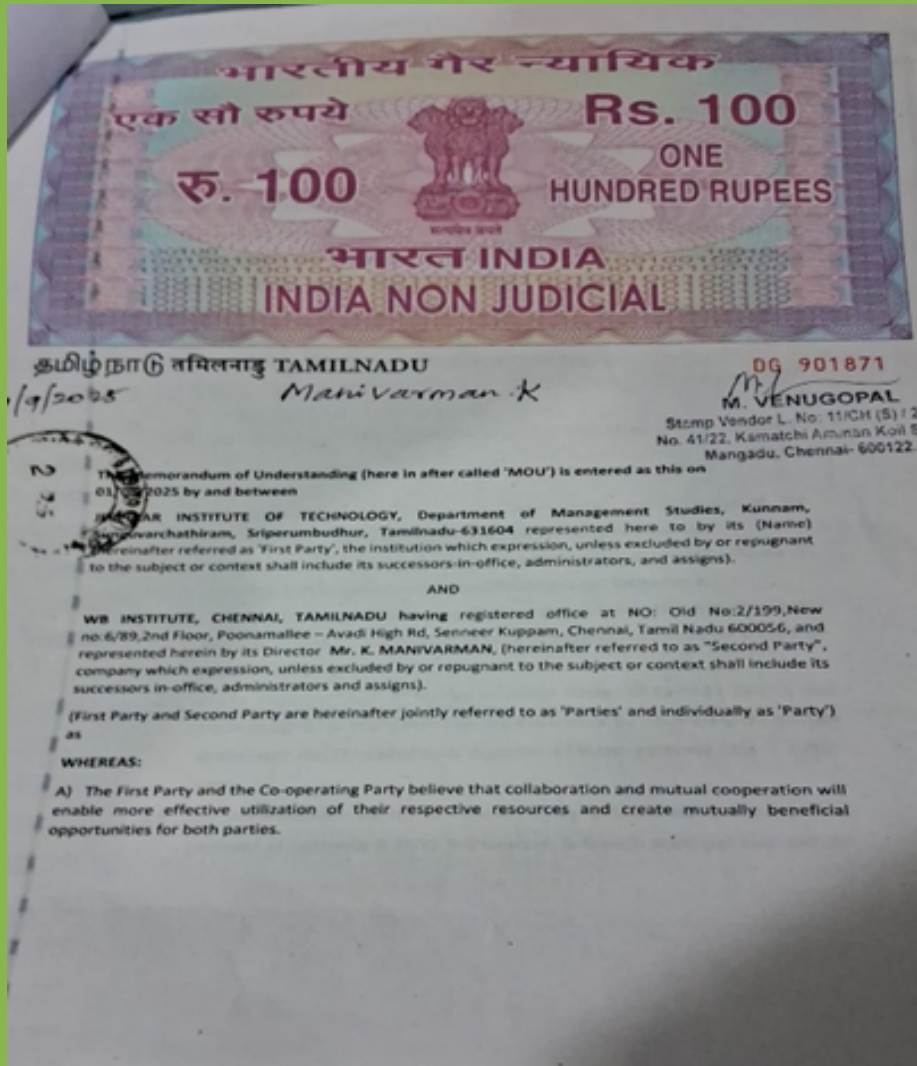 भारतीय गैर न्यायिक
एक सौ रुपये
Rs. 100
रु. 100
ONE
HUNDRED RUPEES
सत्यमेव जयते
भारत INDIA
INDIA NON JUDICIAL
தமிழ்நாடு तमिलनाडु TAMILNADU
DG 901871
/9/2025
Manivarman.K
M. VENUGOPAL
Stamp Vendor L. No: 11/CH (S) / 2
No. 41/22, Kamatchi Amman Koil S
Mangadu, Chennai- 600122.
Memorandum of Understanding (here in after called 'MOU') is entered as this on
2025 by and between
INSTITUTE OF TECHNOLOGY, Department of Management Studies, Kunnam,
Sriperumbudhur, Tamilnadu-631604 represented here to by its (Name)
(hereinafter referred as 'First Party', the institution which expression, unless excluded by or repugnant
to the subject or context shall include its successors-in-office, administrators, and assigns).
AND
WB INSTITUTE, CHENNAI, TAMILNADU having registered office at NO: Old No:2/199,New
no:6/89,2nd Floor, Poonamallee – Avadi High Rd, Senneer Kuppam, Chennai, Tamil Nadu 600056, and
represented herein by its Director Mr. K. MANIVARMAN, (hereinafter referred to as "Second Party",
company which expression, unless excluded by or repugnant to the subject or context shall include its
successors in-office, administrators and assigns).
(First Party and Second Party are hereinafter jointly referred to as 'Parties' and individually as 'Party')
as
WHEREAS:
A) The First Party and the Co-operating Party believe that collaboration and mutual cooperation will
enable more effective utilization of their respective resources and create mutually beneficial
opportunities for both parties.